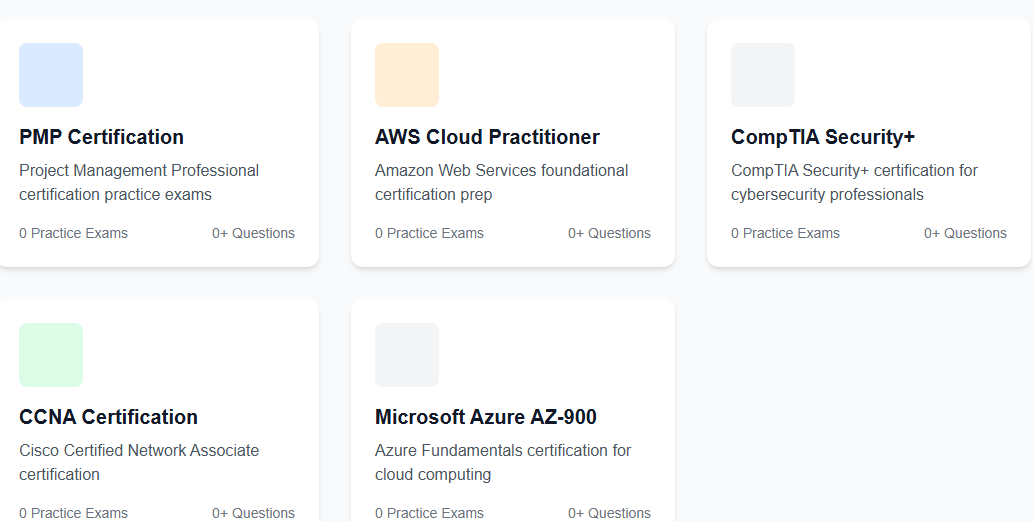 PMP Certification
Project Management Professional
certification practice exams
0 Practice Exams
0+ Questions
AWS Cloud Practitioner
Amazon Web Services foundational
certification prep
0 Practice Exams
0+ Questions
CompTIA Security+
CompTIA Security+ certification for
cybersecurity professionals
0 Practice Exams
0+ Questions
CCNA Certification
Cisco Certified Network Associate
certification
0 Practice Exams
0+ Questions
Microsoft Azure AZ-900
Azure Fundamentals certification for
cloud computing
0 Practice Exams
0+ Questions